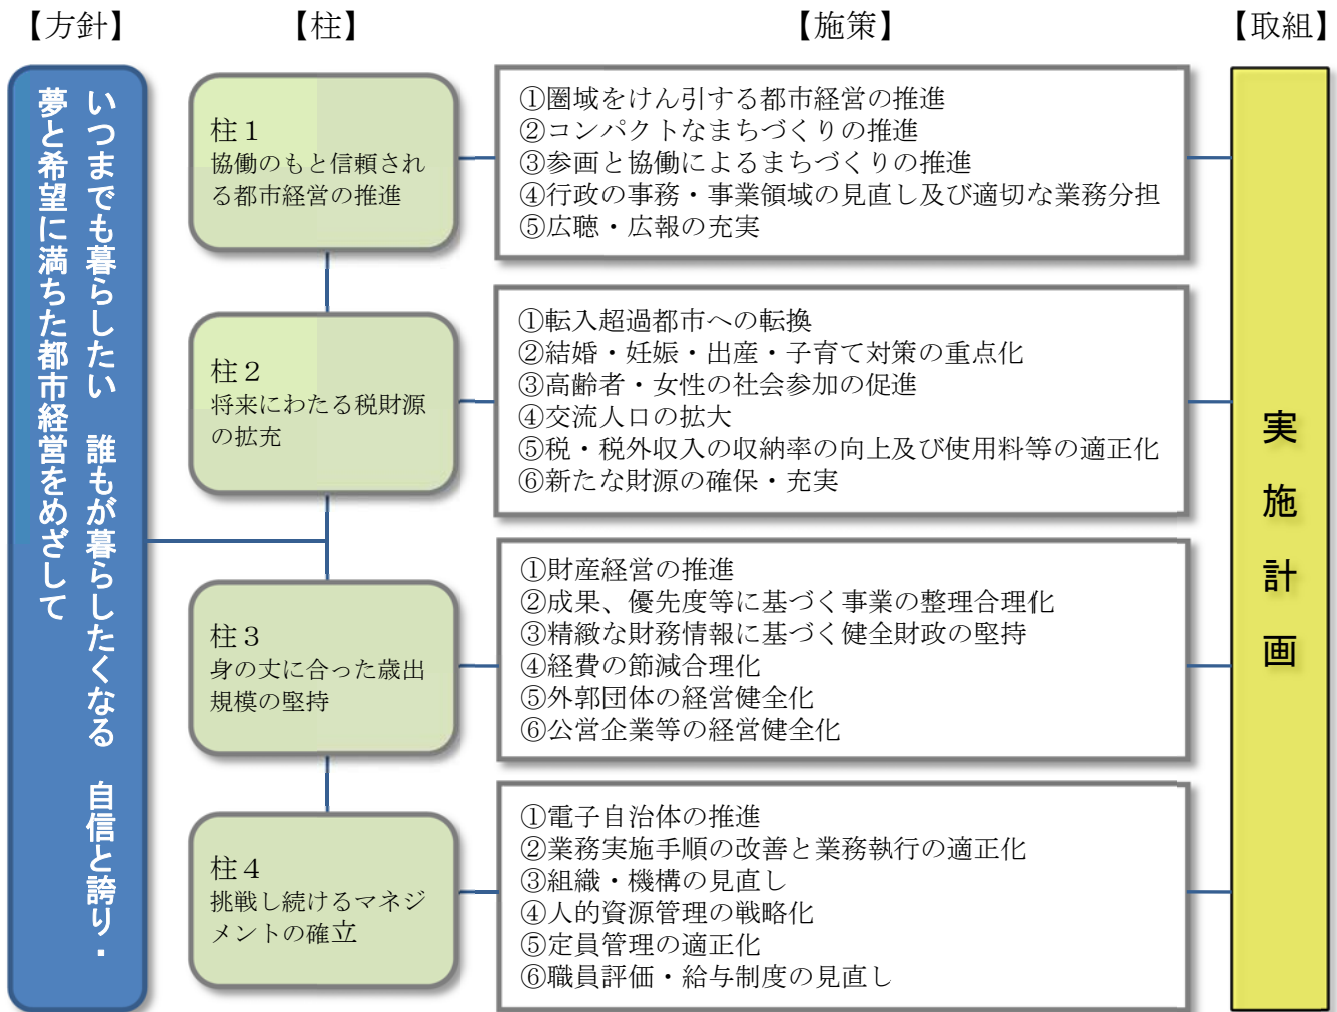 【方針】
【柱】
【施策】
【取組】
いつまでも暮らしたい　誰もが暮らしたくなる　自信と誇り・
夢と希望に満ちた都市経営をめざして
柱１
協働のもと信頼され
る都市経営の推進
①圏域をけん引する都市経営の推進
②コンパクトなまちづくりの推進
③参画と協働によるまちづくりの推進
④行政の事務・事業領域の見直し及び適切な業務分担
⑤広聴・広報の充実
柱２
将来にわたる税財源
の拡充
①転入超過都市への転換
②結婚・妊娠・出産・子育て対策の重点化
③高齢者・女性の社会参加の促進
④交流人口の拡大
⑤税・税外収入の収納率の向上及び使用料等の適正化
⑥新たな財源の確保・充実
柱３
身の丈に合った歳出
規模の堅持
①財産経営の推進
②成果、優先度等に基づく事業の整理合理化
③精緻な財務情報に基づく健全財政の堅持
④経費の節減合理化
⑤外郭団体の経営健全化
⑥公営企業等の経営健全化
柱４
挑戦し続けるマネジ
メントの確立
①電子自治体の推進
②業務実施手順の改善と業務執行の適正化
③組織・機構の見直し
④人的資源管理の戦略化
⑤定員管理の適正化
⑥職員評価・給与制度の見直し
実施計画